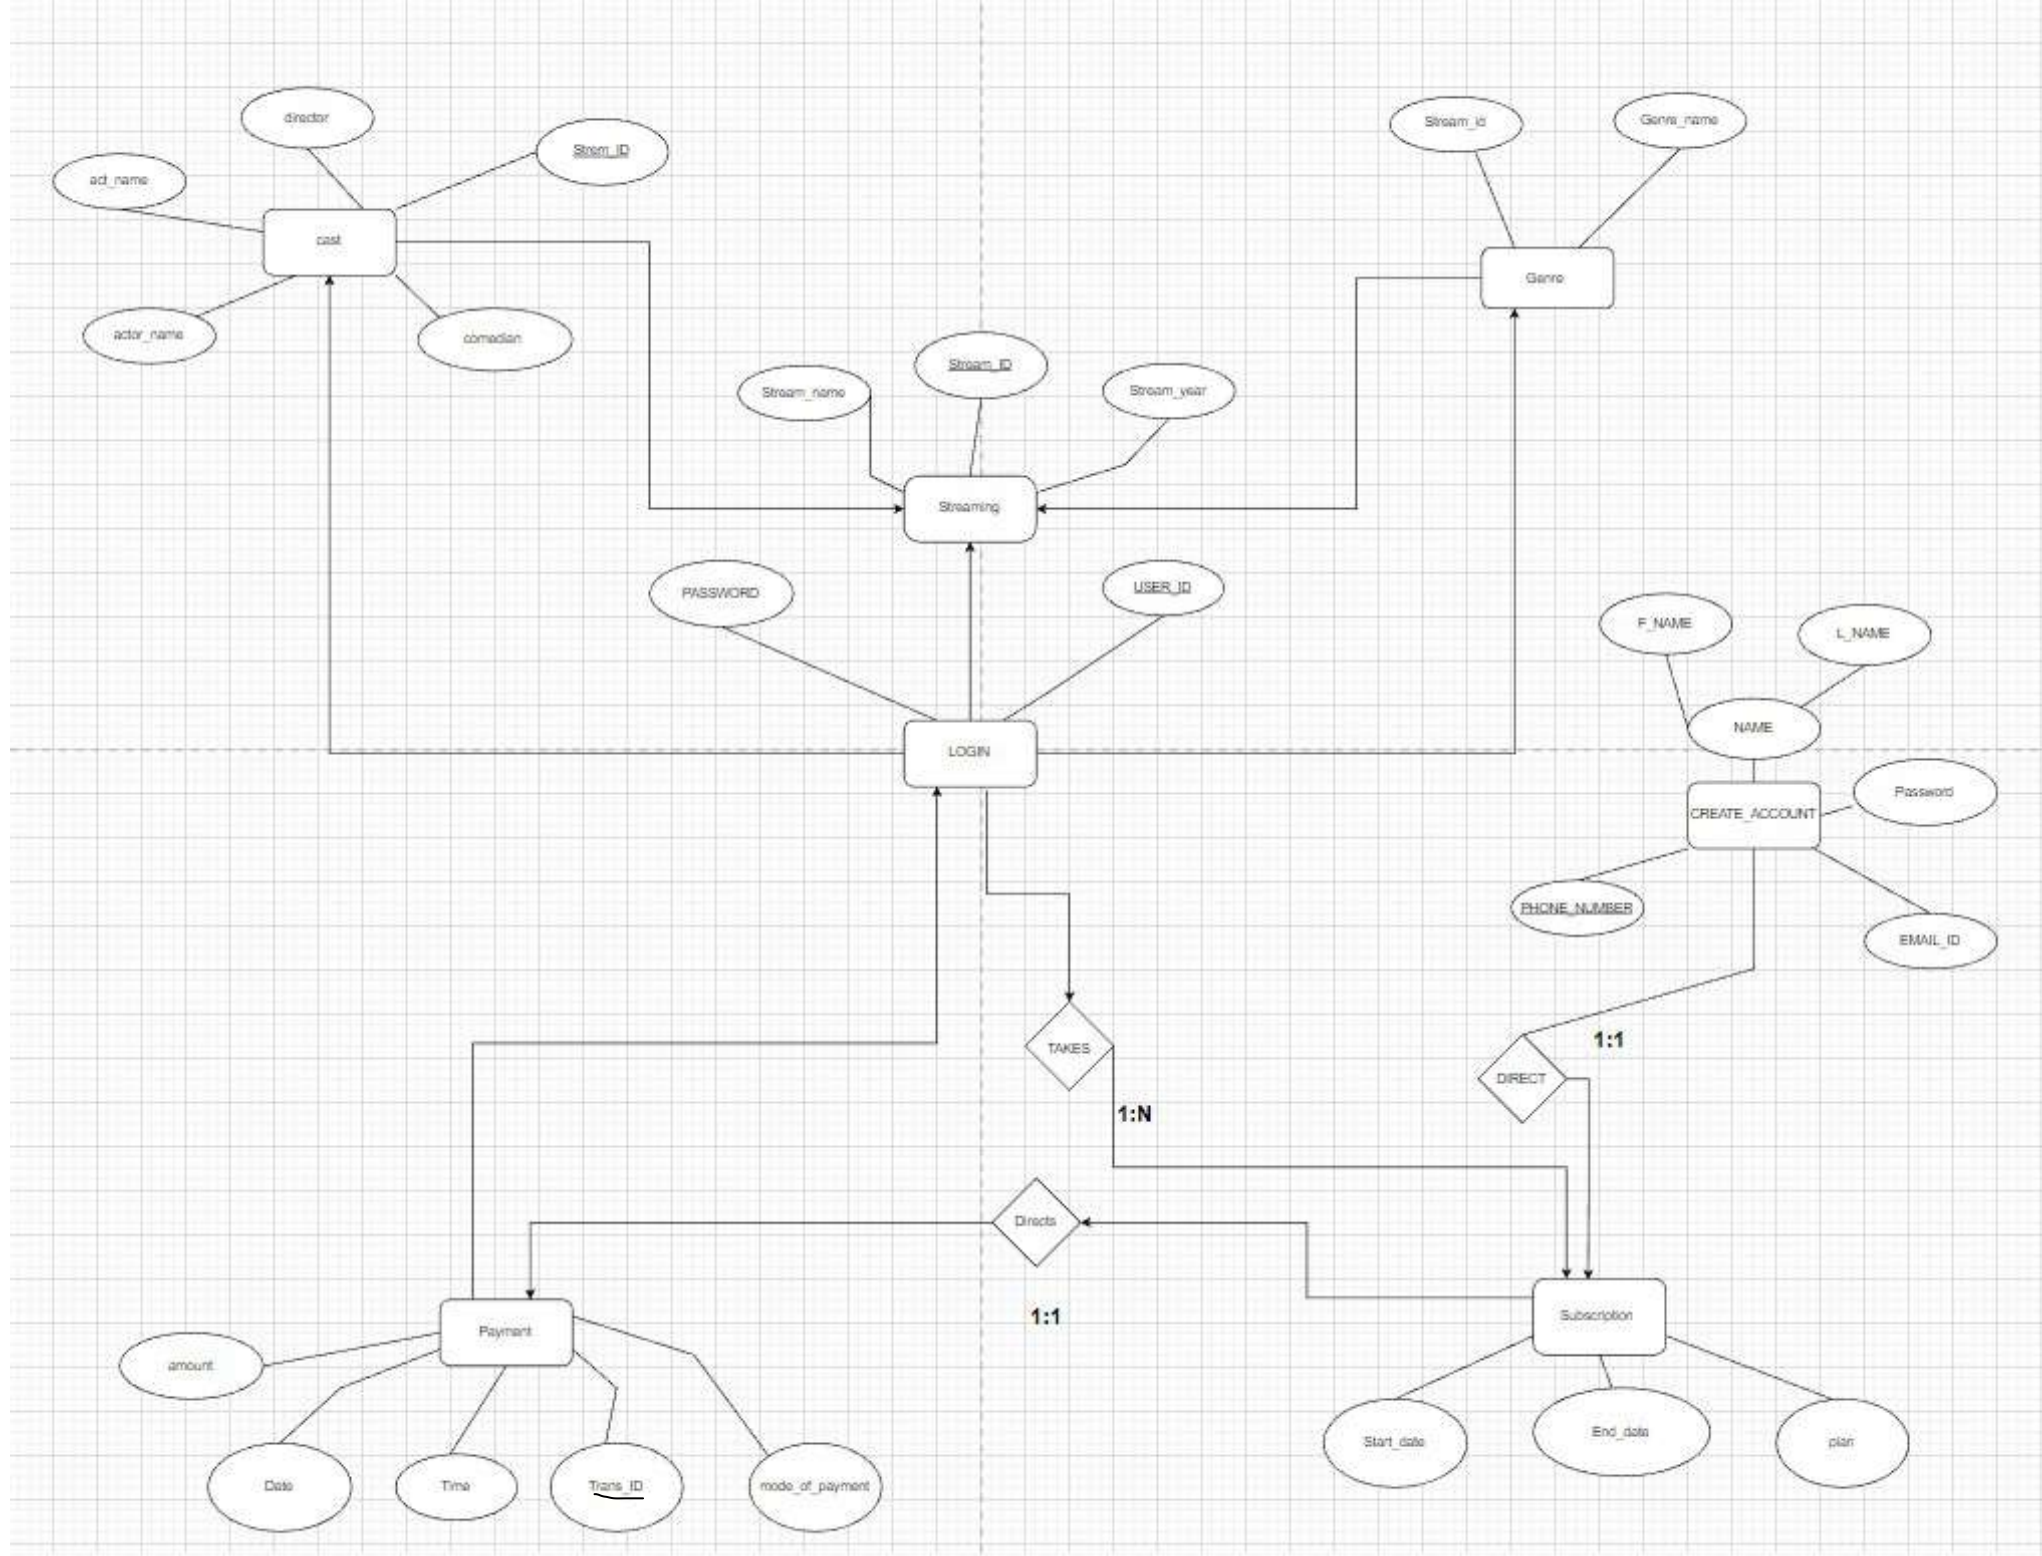 director
Strem_ID
act_name
cast
actor_name
comedian
Stream_id
Genre_name
Genre
Stream_name
Stream_ID
Stream_year
Streaming
PASSWORD
USER_ID
LOGIN
F_NAME
L_NAME
NAME
CREATE_ACCOUNT
Password
PHONE_NUMBER
EMAIL_ID
TAKES
1:N
DIRECT
1:1
Directs
1:1
Payment
amount
Date
Time
Trans_ID
mode_of_payment
Subscription
Start_date
End_date
plan